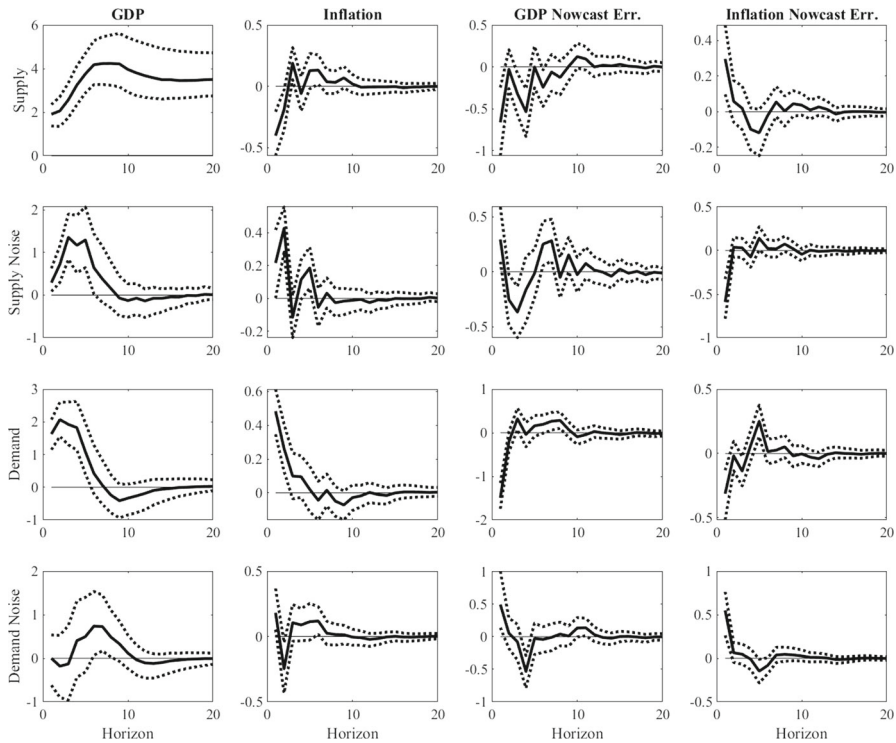 GDP Inflation GDP Nowcast Err. Inflation Nowcast Err.
Supply
6 4 2 0
0 10 20
0.5 0 -0.5
0 10 20
0.5 0 -0.5 -1
0 10 20
0.4 0.2 0 -0.2
0 10 20
Supply Noise
2 1 0 -1
0 10 20
0.4 0.2 0 -0.2
0 10 20
0.5 0 -0.5
0 10 20
0.5 0 -0.5 -1
0 10 20
Demand
3 2 1 0 -1
0 10 20
0.6 0.4 0.2 0
0 10 20
1 0 -1 -2
0 10 20
0.5 0 -0.5
0 10 20
Demand Noise
2 1 0 -1
0 10 20
0.5 0 -0.5
0 10 20
1 0.5 0 -0.5 -1
0 10 20
1 0.5 0 -0.5
0 10 20
Horizon Horizon Horizon Horizon